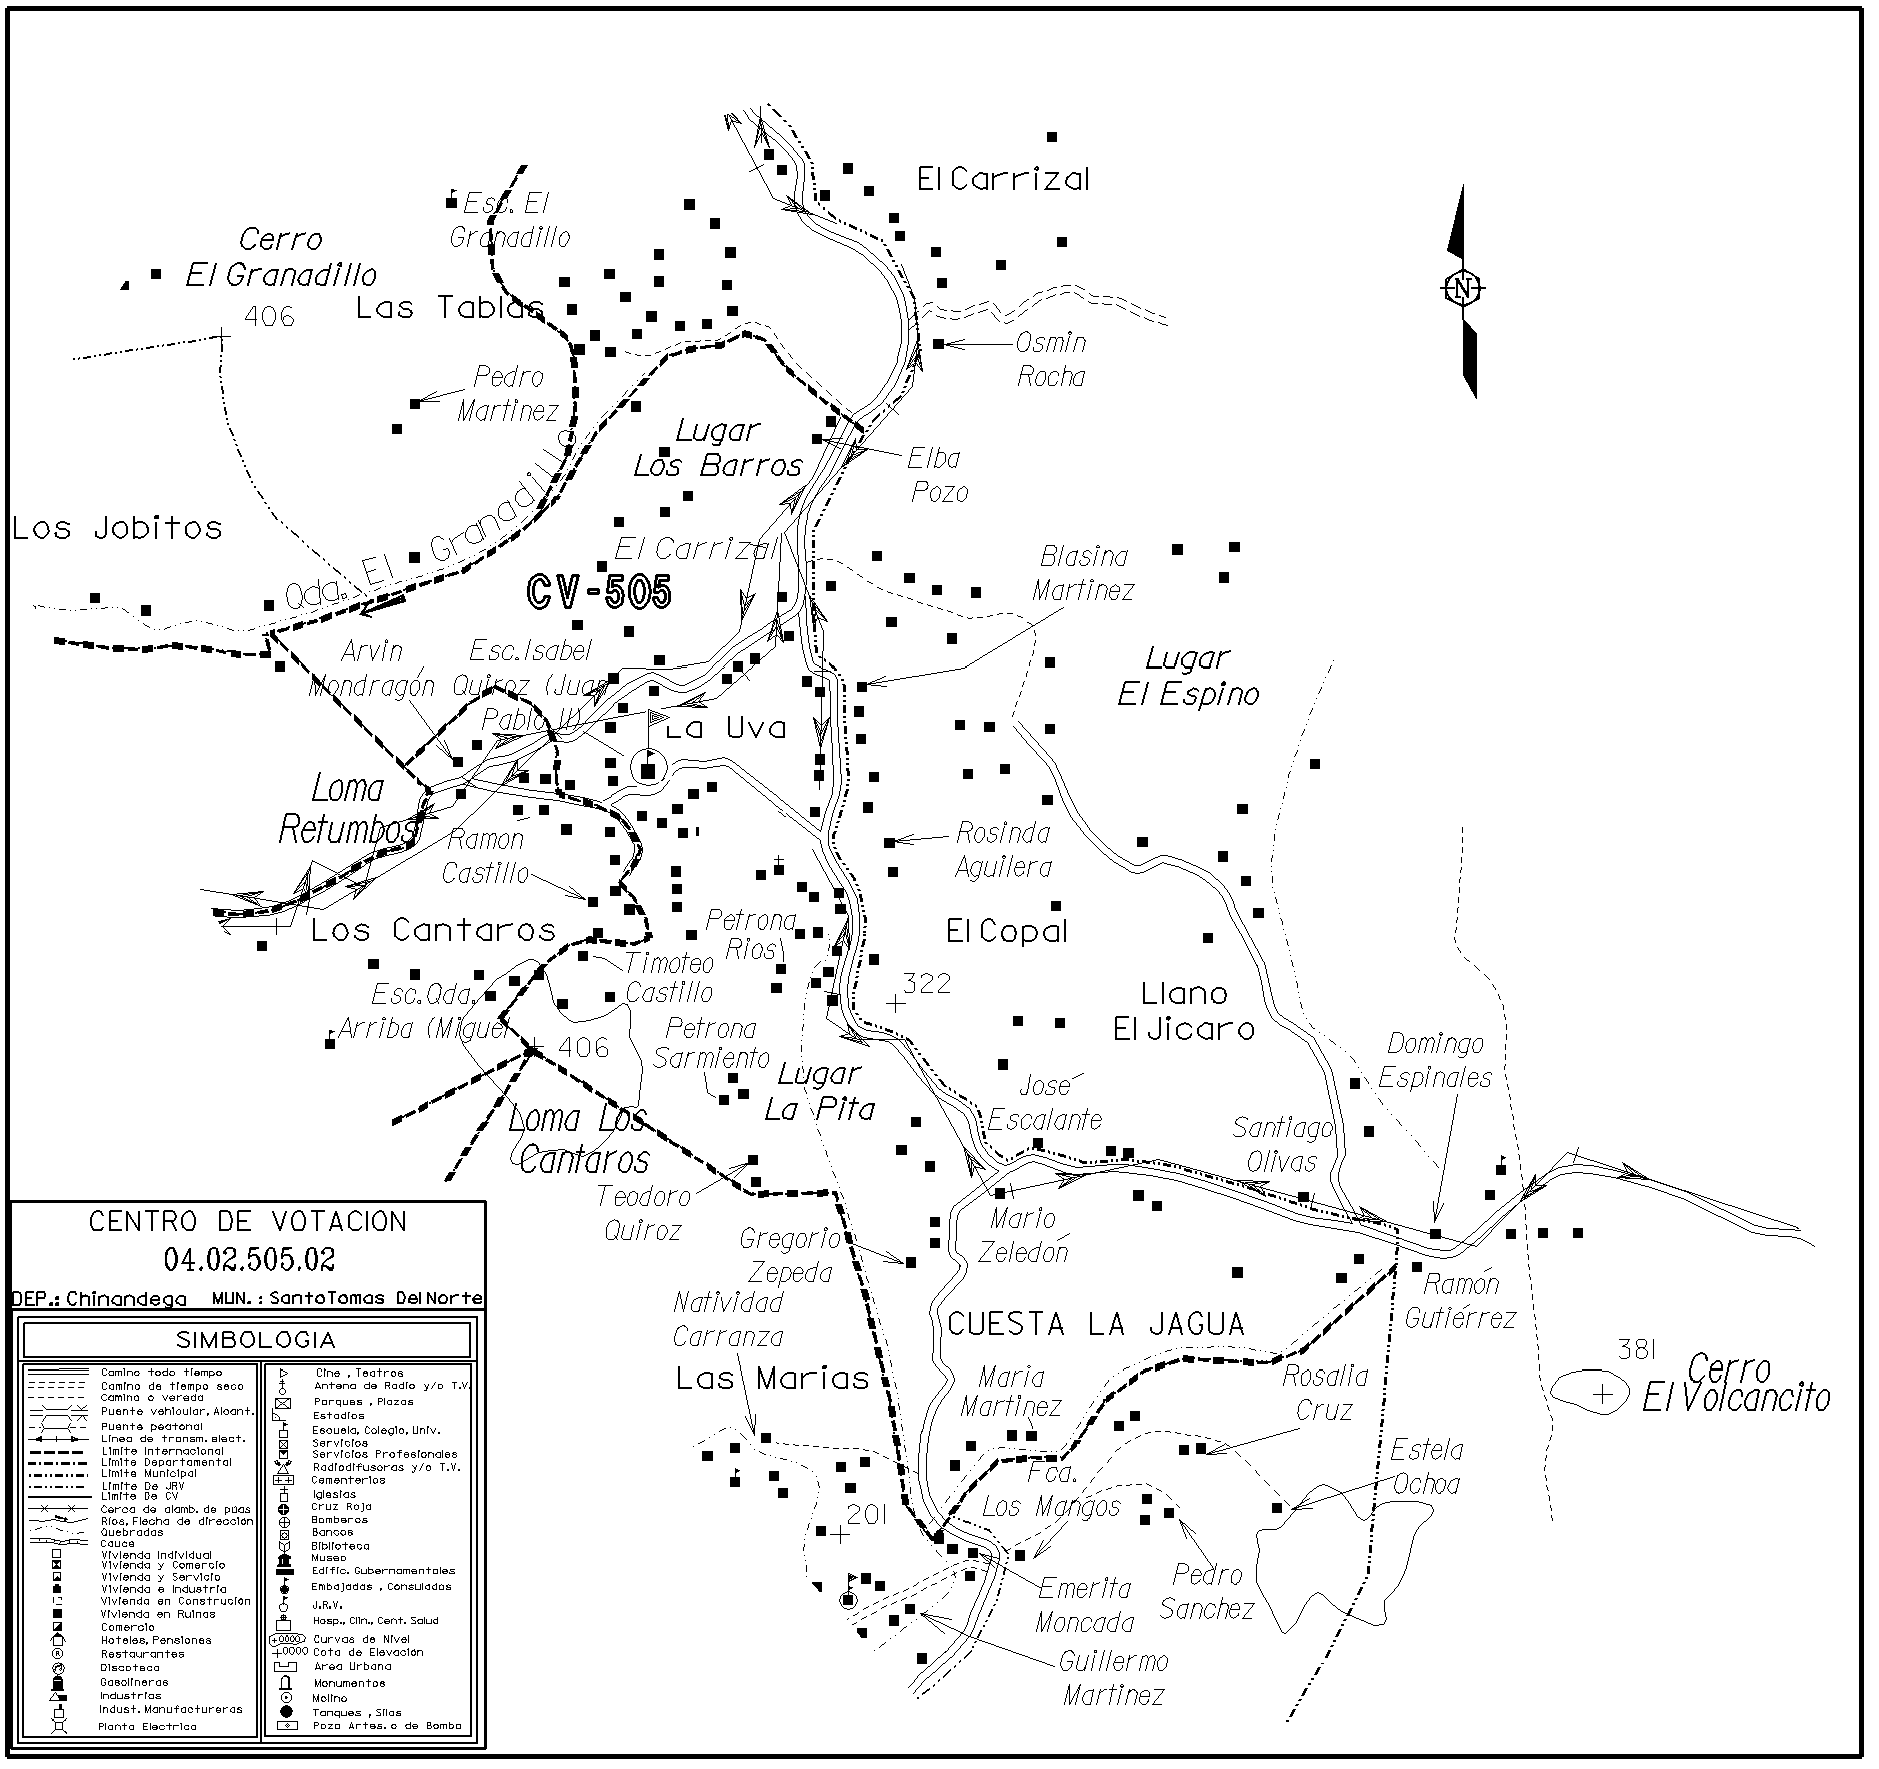 El Carrizal
Esc. El
Granadillo
Cerro
El Granadillo
406
Las Tablas
N
Osmin
Rocha
Pedro
Martinez
Lugar
Los Barros
Elba
Pozo
Los Jobitos
Qda. El Granadillo
El Carrizal
CV-505
Blasina
Martinez
Arvin
Mondragón
Esc.Isabel
Quiroz (Juan
Pablo II)
Lugar
El Espino
La Uva
Loma
Retumbos
Ramon
Castillo
Rosinda
Aguilera
Los Cantaros
Petrona
Rios
El Copal
Timoteo
Castillo
322
Llano
El Jicaro
Esc.Qda.
Arriba (Miguel
406
Petrona
Sarmiento
Lugar
La Pita
José
Escalante
Domingo
Espinales
Loma Los
Cantaros
Santiago
Olivas
Teodoro
Quiroz
Gregorio
Zepeda
Mario
Zeledón
Ramón
Gutiérrez
Natividad
Carranza
CUESTA LA JAGUA
381
Cerro
El Volcancito
Las Marias
Maria
Martinez
Rosalia
Cruz
Fca.
Los Mangos
Estela
Ochoa
201
Emerita
Moncada
Pedro
Sanchez
Guillermo
Martinez
CENTRO DE VOTACION
04.02.505.02
DEP.: Chinandega MUN.: Santo Tomas Del Norte
SIMBOLOGIA
Camino todo tiempo
Camino de tiempo seco
Camino o vereda
Puente vehicular, Alcant.
Puente peatonal
Linea de transm. elect.
Limite Internacional
Limite Departamental
Limite Municipal
Limite De JRV
Limite De CV
Cerca de alamb. de puas
Rios, Flecha de dirección
Quebradas
Cauce
Vivienda Individual
Vivienda y Comercio
Vivienda y Servicio
Vivienda e Industria
Vivienda en Construcion
Vivienda en Ruinas
Comercio
Hoteles, Pensiones
R
Restaurantes
Discoteca
Gasolineras
Industrias
Indust. Manufactureras
Planta Electrica
Cine , Teatros
Antena de Radio y/o T.V.
Parques , Plazas
Estadios
Escuela, Colegio, Univ.
Servicios
Servicios Profesionales
Radiodifusoras y/o T.V.
Cementerios
Iglesias
Cruz Roja
Bomberos
Bancos
Biblioteca
Museo
Edific. Gubernamentales
Embajadas , Consulados
J.R.V.
Hosp., Clin., Cent. Salud
+0000
Curvas de Nivel
+0000
Cota de Elevación
Area Urbana
Monumentos
Molino
Tanques , Silas
Pozo Artes. o de Bomba